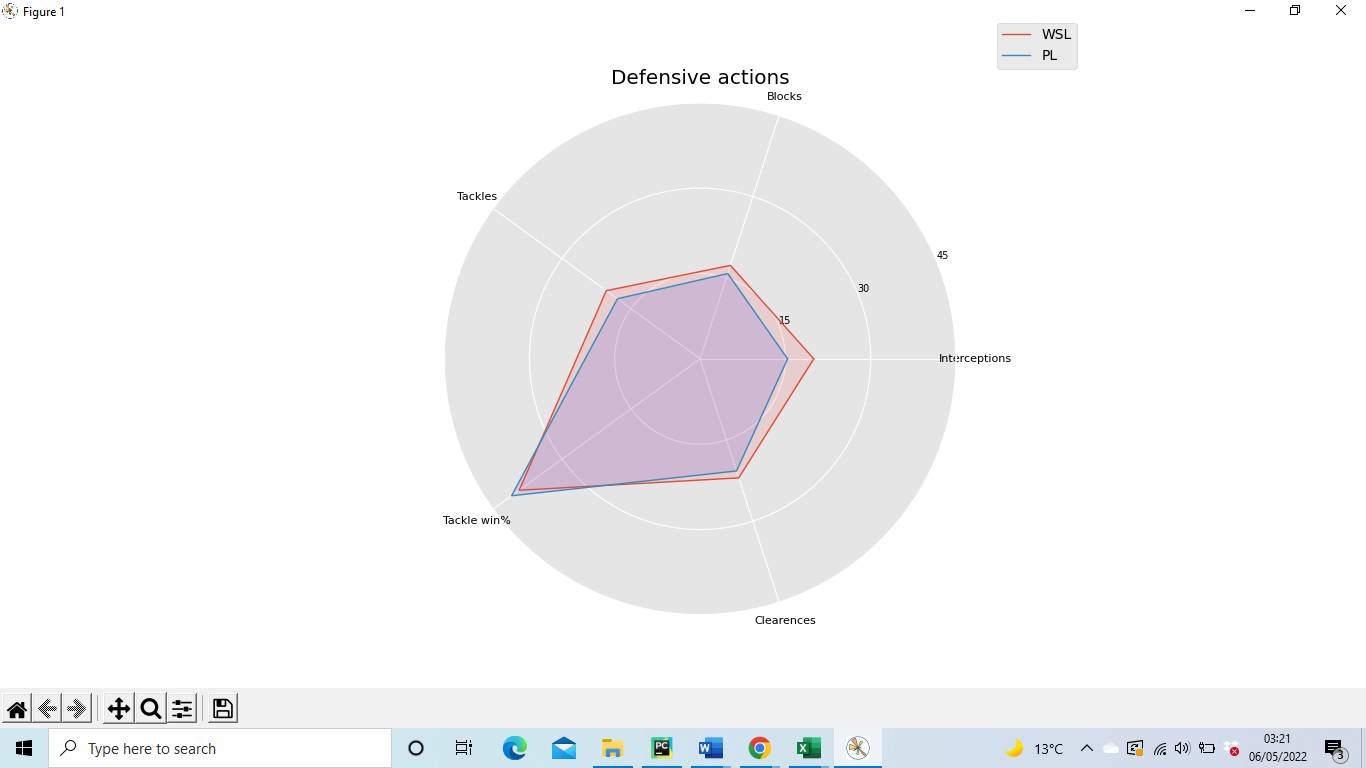 Figure 1
WSL
PL
Defensive actions
Blocks
Tackles
45
30
15
Interceptions
Tackle win%
Clearences
Type here to search
PC
W
X
13°C
03:21
06/05/2022
3